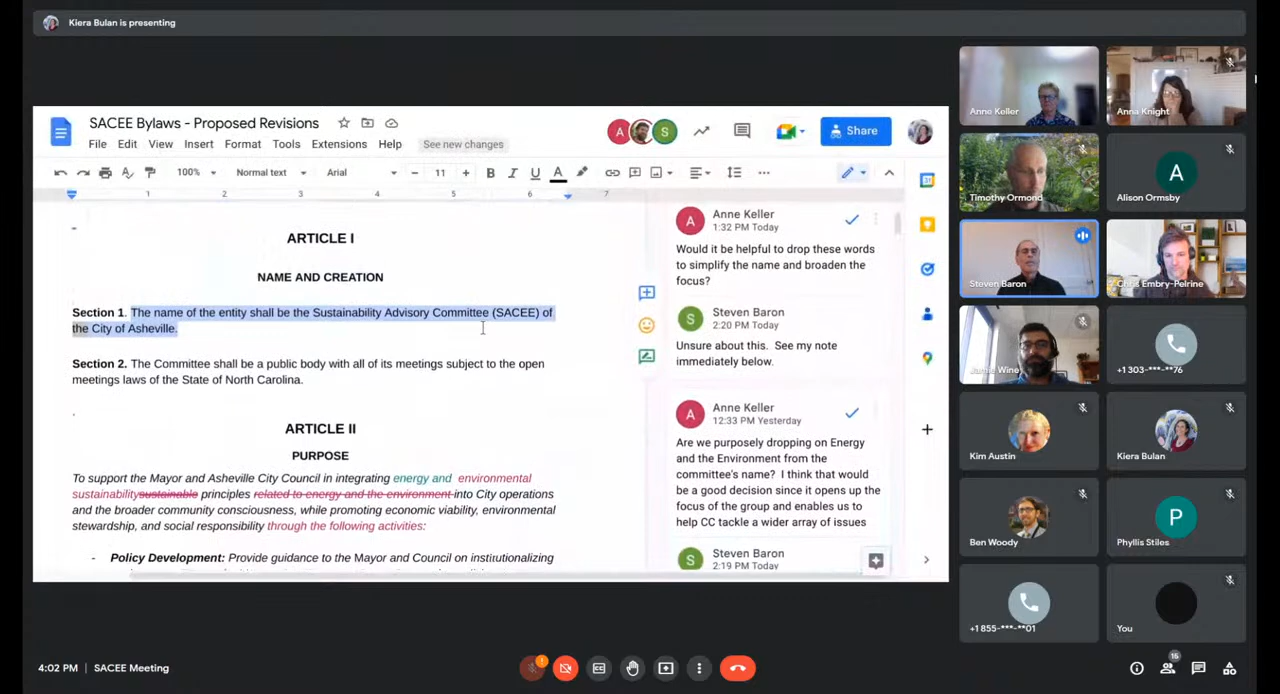 Kiera Bulan is presenting
SACEE Bylaws - Proposed Revisions
File Edit View Insert Format Tools Extensions Help See new changes
A S Share
100% Normal text Arial 11 B I U A
1 2 3 4 5 6 7
ARTICLE I
NAME AND CREATION
Section 1. The name of the entity shall be the Sustainability Advisory Committee (SACEE) of
the City of Asheville.
Section 2. The Committee shall be a public body with all of its meetings subject to the open
meetings laws of the State of North Carolina.
.
ARTICLE II
PURPOSE
To support the Mayor and Asheville City Council in integrating energy and environmental
sustainabilitysustainable principles related to energy and the environment into City operations
and the broader community consciousness, while promoting economic viability, environmental
stewardship, and social responsibility through the following activities:
- Policy Development: Provide guidance to the Mayor and Council on institutionalizing
A Anne Keller
1:32 PM Today
Would it be helpful to drop these words
to simplify the name and broaden the
focus?
S Steven Baron
2:20 PM Today
Unsure about this. See my note
immediately below.
A Anne Keller
12:33 PM Yesterday
Are we purposely dropping on Energy
and the Environment from the
committee's name? I think that would
be a good decision since it opens up the
focus of the group and enables us to
help CC tackle a wider array of issues
S Steven Baron
2:19 PM Today
31
Anne Keller
Anna Knight
Timothy Ormond
A
Alison Ormsby
Steven Baron
Chris Embry-Pelrine
Jamie Wine
+1 303-***-**76
Kim Austin
Kiera Bulan
Ben Woody
P
Phyllis Stiles
+1 855-***-**01
You
4:02 PM | SACEE Meeting
!
CC
15